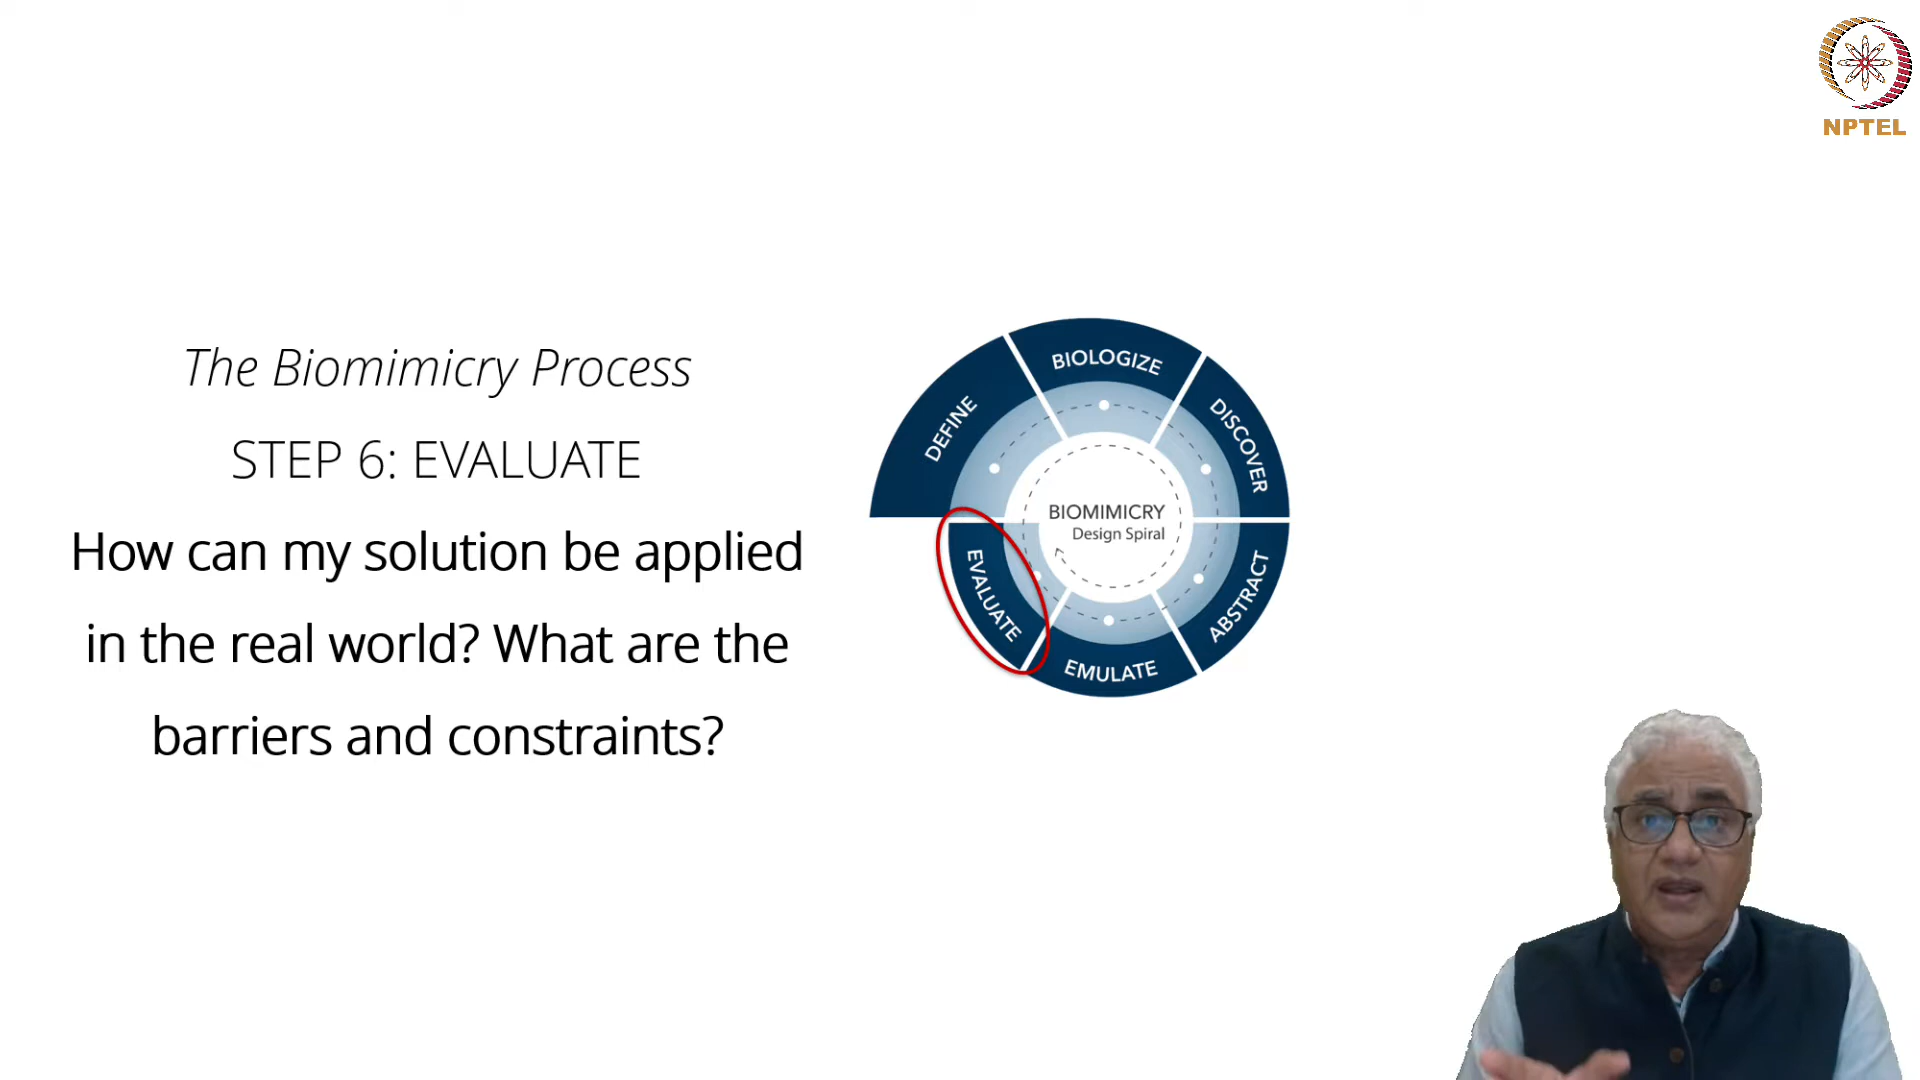 NPTEL
The Biomimicry Process
STEP 6: EVALUATE
How can my solution be applied
in the real world? What are the
barriers and constraints?
DEFINE
BIOLOGIZE
DISCOVER
ABSTRACT
EMULATE
EVALUATE
BIOMIMICRY
Design Spiral